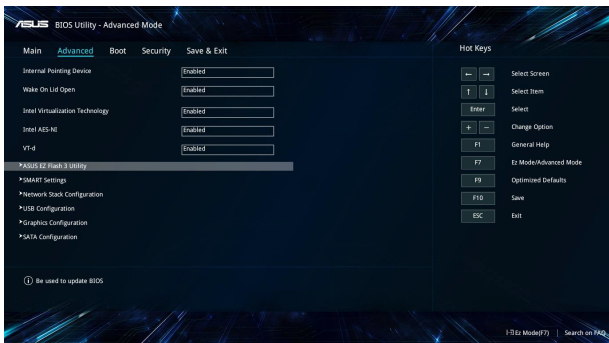 ASUS BIOS Utility - Advanced Mode
Main Advanced Boot Security Save & Exit
Internal Pointing Device Enabled
Wake On Lid Open Enabled
Intel Virtualization Technology Enabled
Intel AES-NI Enabled
VT-d Enabled
➤ASUS EZ Flash 3 Utility
➤SMART Settings
➤Network Stack Configuration
➤USB Configuration
➤Graphics Configuration
➤SATA Configuration
Be used to update BIOS
Hot Keys
← → Select Screen
↑ ↓ Select Item
Enter Select
+ − Change Option
F1 General Help
F7 Ez Mode/Advanced Mode
F9 Optimized Defaults
F10 Save
ESC Exit
Ez Mode(F7) | Search on FAQ